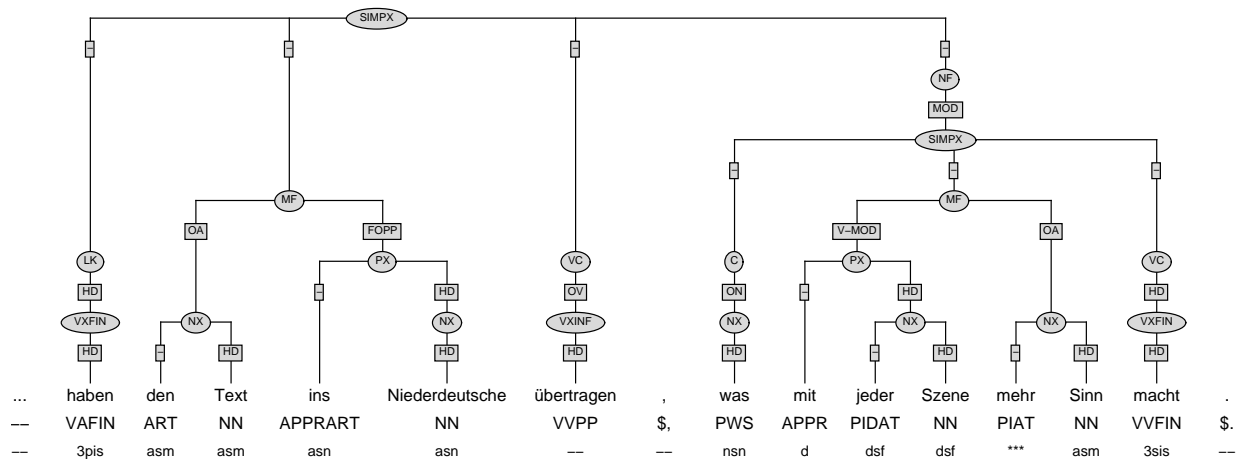 SIMPX
– – – –
NF
MOD
SIMPX
– – –
MF MF
OA FOPP V–MOD OA
LK PX VC C PX VC
HD – HD OV ON – HD HD
VXFIN NX NX VXINF NX NX NX VXFIN
HD – HD HD HD HD – HD – HD HD
... haben den Text ins Niederdeutsche übertragen , was mit jeder Szene mehr Sinn macht .
–– VAFIN ART NN APPRART NN VVPP $, PWS APPR PIDAT NN PIAT NN VVFIN $.
–– 3pis asm asm asn asn –– –– nsn d dsf dsf *** asm 3sis ––